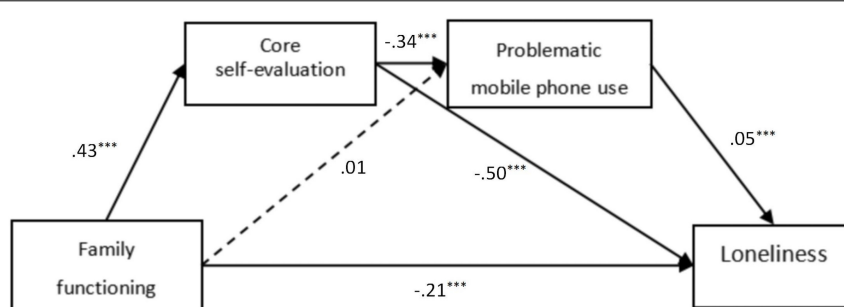 Core
self-evaluation
-.34***
Problematic
mobile phone use
.43***
.01
-.50***
.05***
Family
functioning
-.21***
Loneliness